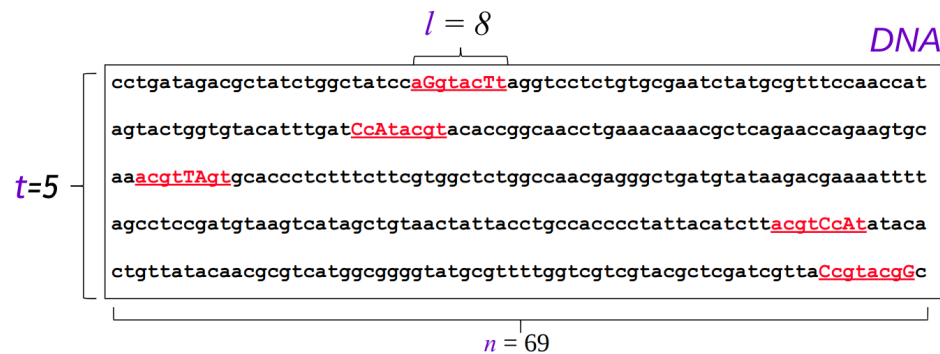 l = 8
DNA
cctgatagacgctatctggctatccaGgtacTtaggtcctctgtgcgaatctatgcgtttccaaccat
agtactggtgtacatttgatCcAtacgtacaccggcaacctgaaacaaacgctcagaaccagaagtgc
t=5
aaacgttTAgtgcaccctctttcttcgtggctctggccaacgagggctgatgtataagacgaaaatttt
agcctccgatgtaagtcatagctgtaactattacctgccacccctattacatcttacgtCcAtataca
ctgttatacaacgcgtcatggcggggtatgcgttttggtcgtcgtacgctcgatcgttaCcgtacgGc
n = 69